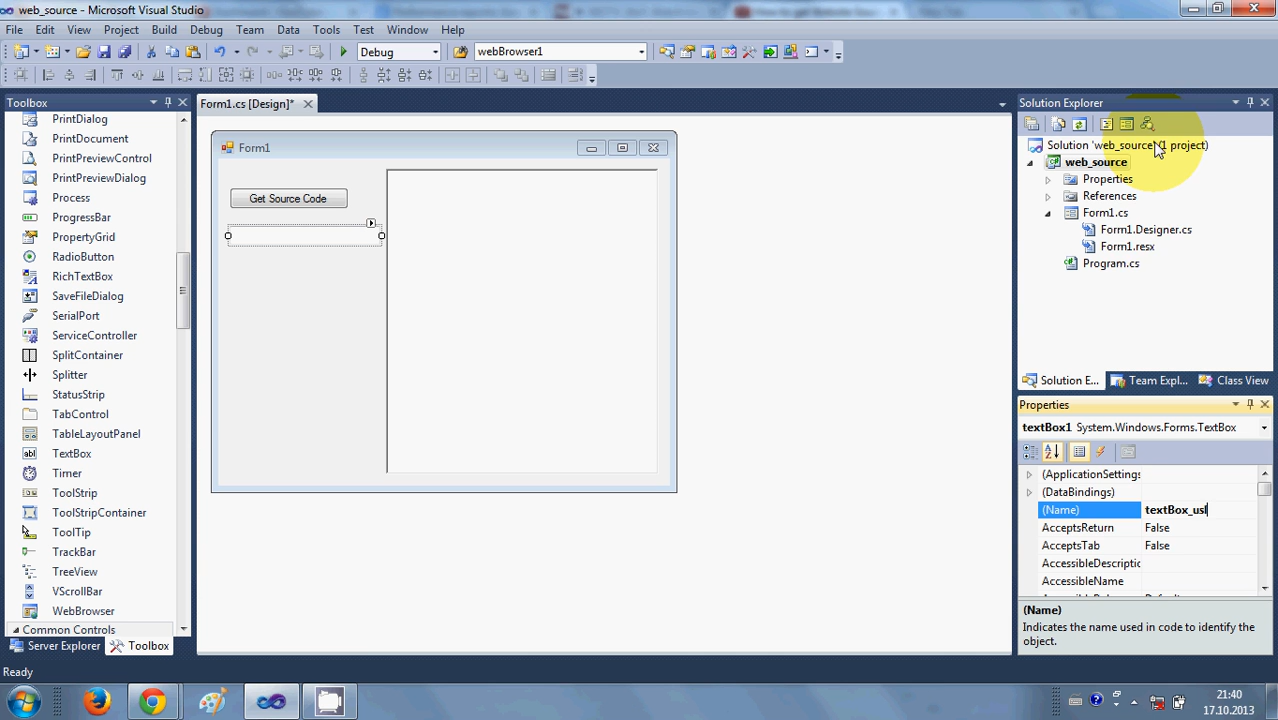 web_source - Microsoft Visual Studio
File Edit View Project Build Debug Team Data Tools Test Window Help
Debug webBrowser1
Toolbox
PrintDialog
PrintDocument
PrintPreviewControl
PrintPreviewDialog
Process
ProgressBar
PropertyGrid
RadioButton
RichTextBox
SaveFileDialog
SerialPort
ServiceController
SplitContainer
Splitter
StatusStrip
TabControl
TableLayoutPanel
TextBox
Timer
ToolStrip
ToolStripContainer
ToolTip
TrackBar
TreeView
VScrollBar
WebBrowser
Common Controls
Server Explorer Toolbox
Form1.cs [Design]*
Form1
Get Source Code
Solution Explorer
Solution 'web_source' (1 project)
web_source
Properties
References
Form1.cs
Form1.Designer.cs
Form1.resx
Program.cs
Solution E... Team Expl... Class View
Properties
textBox1 System.Windows.Forms.TextBox
(ApplicationSettings
(DataBindings)
(Name) textBox_usl
AcceptsReturn False
AcceptsTab False
AccessibleDescriptic
AccessibleName
(Name)
Indicates the name used in code to identify the
object.
Ready
21:40
17.10.2013